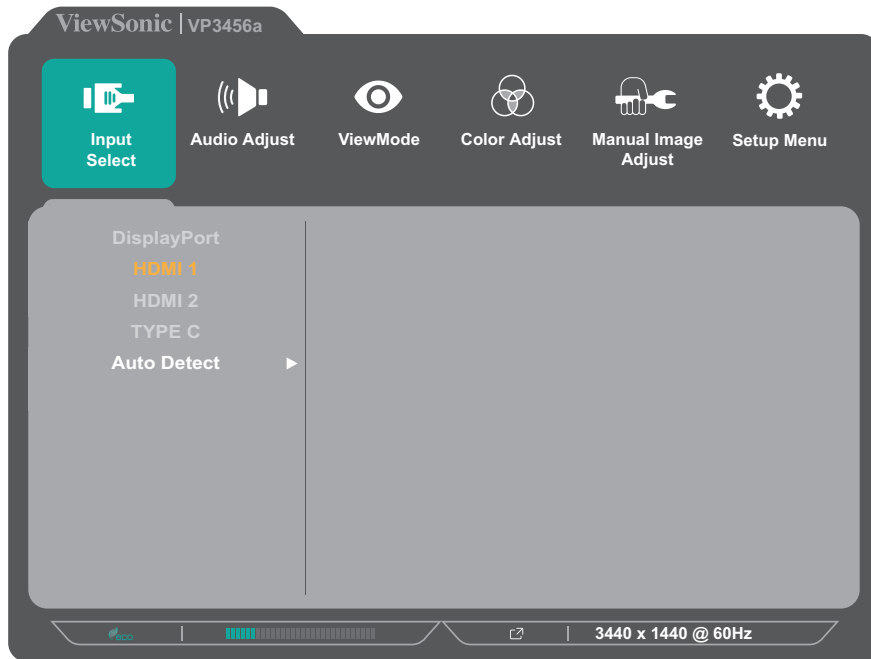 ViewSonic | VP3456a
Input
Select
Audio Adjust
ViewMode
Color Adjust
Manual Image
Adjust
Setup Menu
DisplayPort
HDMI 1
HDMI 2
TYPE C
Auto Detect
eco
3440 x 1440 @ 60Hz